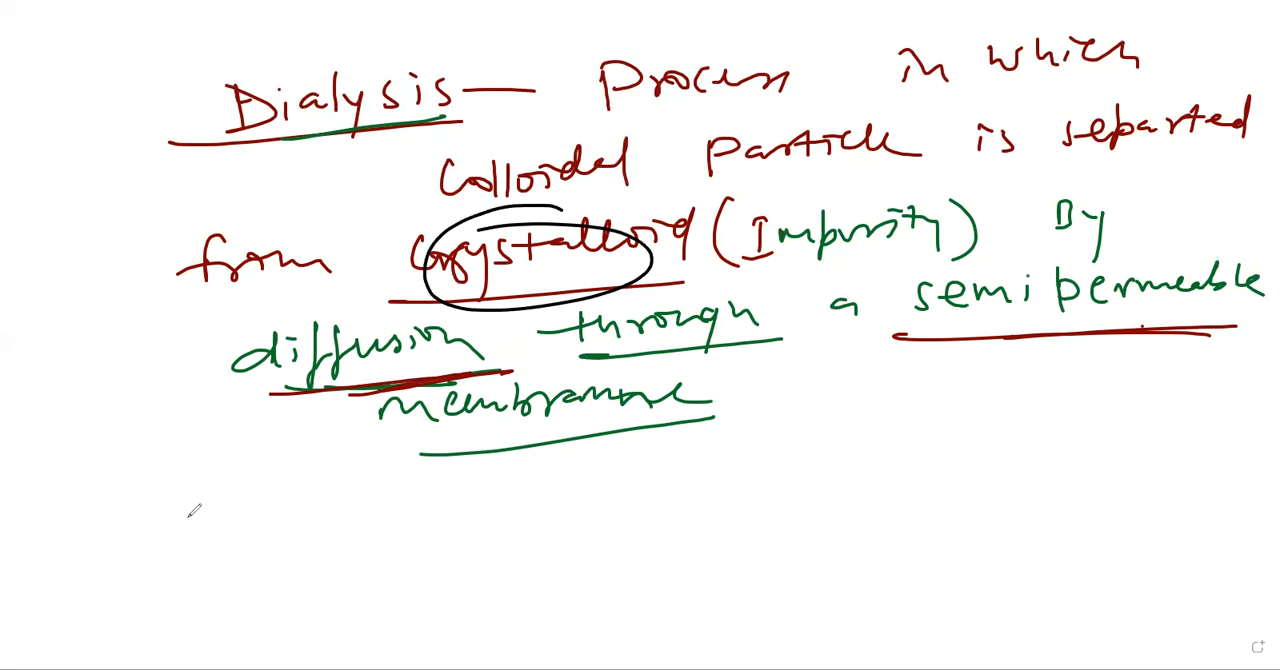 Dialysis — Process in which
Colloidal Particle is separted
from Crystalloid (Impurity) By
diffusion through a semipermeable
membrane